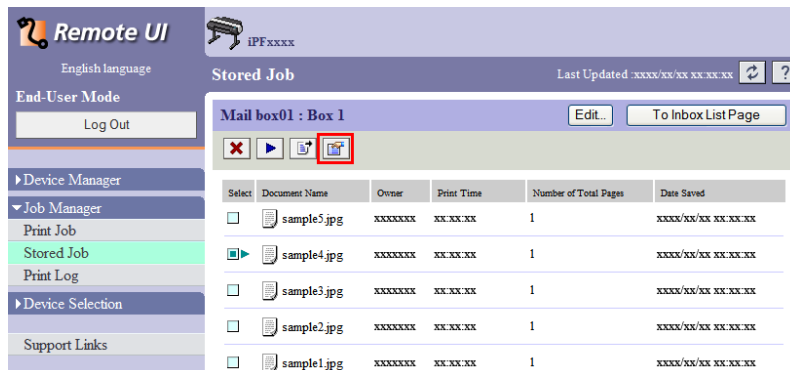 Remote UI
iPFxxxx
English language
Stored Job
Last Updated :xxxx/xx/xx xx:xx:xx
?
End-User Mode
Log Out
Mail box01 : Box 1
Edit..
To Inbox List Page
Device Manager
Job Manager
Print Job
Stored Job
Print Log
Device Selection
Support Links
Select Document Name Owner Print Time Number of Total Pages Date Saved
sample5.jpg xxxxxxx xx:xx:xx 1 xxxx/xx/xx xx:xx:xx
sample4.jpg xxxxxxx xx:xx:xx 1 xxxx/xx/xx xx:xx:xx
sample3.jpg xxxxxxx xx:xx:xx 1 xxxx/xx/xx xx:xx:xx
sample2.jpg xxxxxxx xx:xx:xx 1 xxxx/xx/xx xx:xx:xx
sample1.jpg xxxxxxx xx:xx:xx 1 xxxx/xx/xx xx:xx:xx